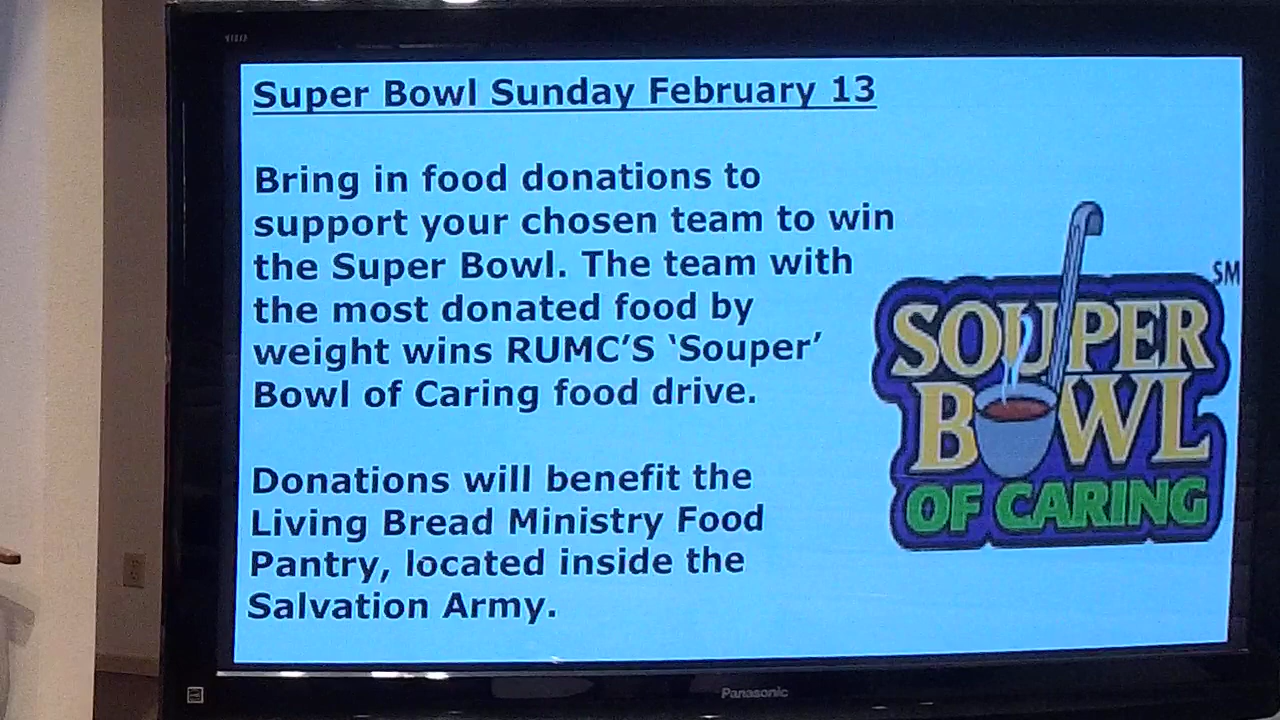 Super Bowl Sunday February 13
Bring in food donations to
support your chosen team to win
the Super Bowl. The team with
the most donated food by
weight wins RUMC’S ‘Souper’
Bowl of Caring food drive.
Donations will benefit the
Living Bread Ministry Food
Pantry, located inside the
Salvation Army.
SM
SOUPER
BOWL
OF CARING
Panasonic